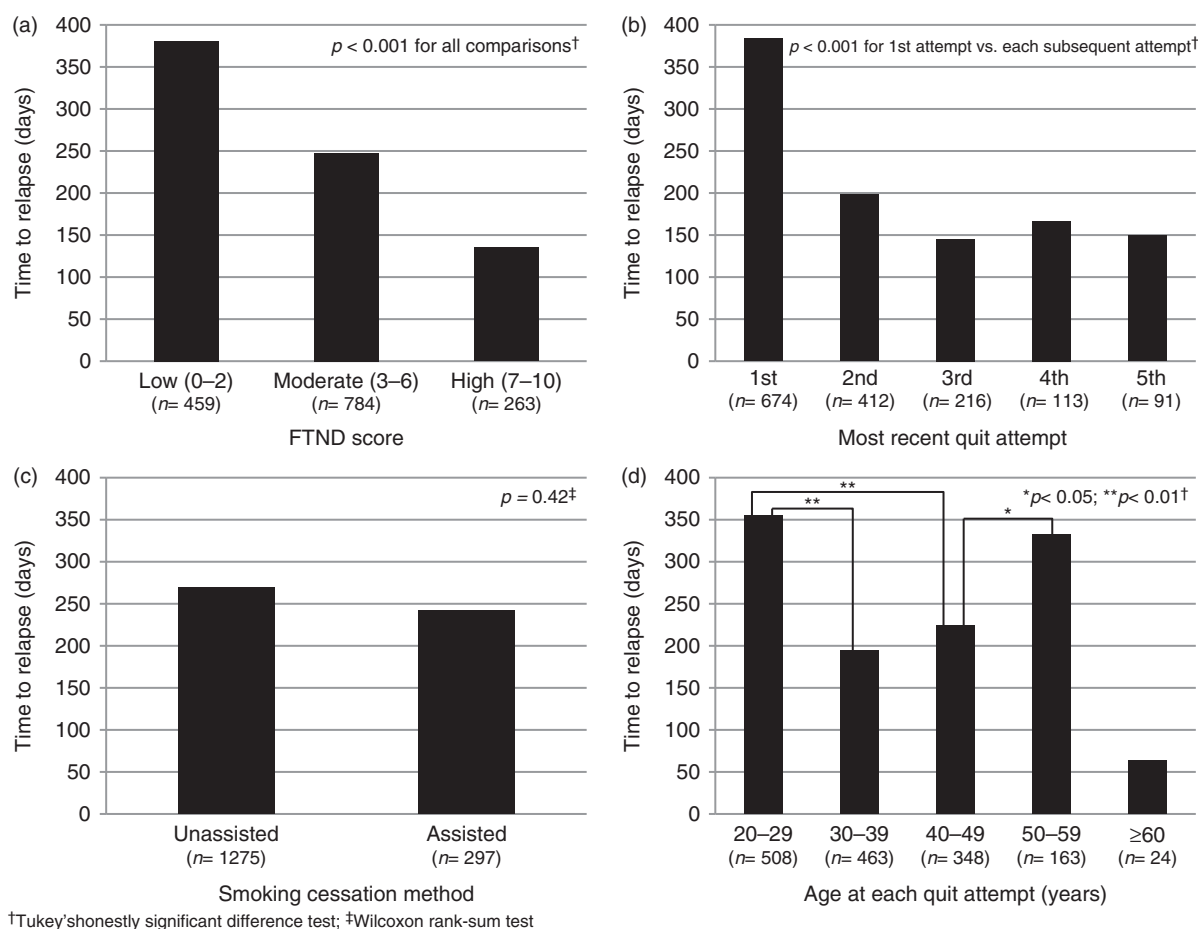 (a)
p < 0.001 for all comparisons†
400
350
300
250
200
150
100
50
0
Time to relapse (days)
Low (0–2)
(n= 459)
Moderate (3–6)
(n= 784)
High (7–10)
(n= 263)
FTND score
(b)
p < 0.001 for 1st attempt vs. each subsequent attempt†
400
350
300
250
200
150
100
50
0
Time to relapse (days)
1st
(n= 674)
2nd
(n= 412)
3rd
(n= 216)
4th
(n= 113)
5th
(n= 91)
Most recent quit attempt
(c)
p = 0.42‡
400
350
300
250
200
150
100
50
0
Time to relapse (days)
Unassisted
(n= 1275)
Assisted
(n= 297)
Smoking cessation method
(d)
*p< 0.05; **p< 0.01†
**
**
*
400
350
300
250
200
150
100
50
0
Time to relapse (days)
20–29
(n= 508)
30–39
(n= 463)
40–49
(n= 348)
50–59
(n= 163)
≥60
(n= 24)
Age at each quit attempt (years)
†Tukey'shonestly significant difference test; ‡Wilcoxon rank-sum test